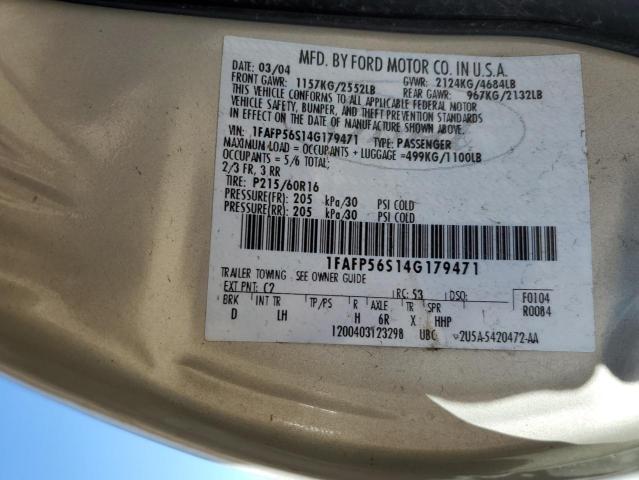 MFD. BY FORD MOTOR CO. IN U.S.A.
DATE: 03/04 GVWR: 2124KG/4684LB
FRONT GAWR: 1157KG/2552LB REAR GAWR: 967KG/2132LB
THIS VEHICLE CONFORMS TO ALL APPLICABLE FEDERAL MOTOR
VEHICLE SAFETY, BUMPER, AND THEFT PREVENTION STANDARDS
IN EFFECT ON THE DATE OF MANUFACTURE SHOWN ABOVE.
VIN: 1FAFP56S14G179471 TYPE: PASSENGER
MAXIMUM LOAD = OCCUPANTS + LUGGAGE =499KG/1100LB
OCCUPANTS = 5/6 TOTAL;
2/3 FR, 3 RR
TIRE: P215/60R16
PRESSURE(FR): 205 kPa/30 PSI COLD
PRESSURE(RR): 205 kPa/30 PSI COLD
1FAFP56S14G179471
TRAILER TOWING - SEE OWNER GUIDE
EXT PNT: C2 RC: 53 DSO: F0104
BRK INT TR TP/PS R AXLE TR SPR R0084
D LH H 6R X HHP
1200403123298 UBC 2U5A-5420472-AA